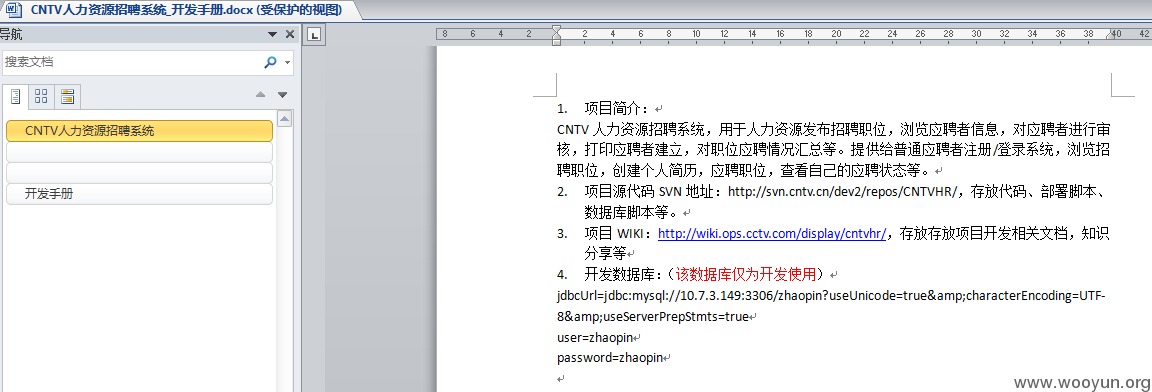 CNTV人力资源招聘系统_开发手册.docx (受保护的视图)
导航
搜索文档
CNTV人力资源招聘系统
开发手册
L
8 6 4 2 2 4 6 8 10 12 14 16 18 20 22 24 26 28 30 32 34 36 38 40 42
1. 项目简介：
CNTV 人力资源招聘系统，用于人力资源发布招聘职位，浏览应聘者信息，对应聘者进行审
核，打印应聘者建立，对职位应聘情况汇总等。提供给普通应聘者注册/登录系统，浏览招
聘职位，创建个人简历，应聘职位，查看自己的应聘状态等。
2. 项目源代码 SVN 地址：http://svn.cntv.cn/dev2/repos/CNTVHR/，存放代码、部署脚本、
数据库脚本等。
3. 项目 WIKI：http://wiki.ops.cctv.com/display/cntvhr/，存放存放项目开发相关文档，知识
分享等
4. 开发数据库：（该数据库仅为开发使用）
jdbcUrl=jdbc:mysql://10.7.3.149:3306/zhaopin?useUnicode=true&amp;characterEncoding=UTF-
8&amp;useServerPrepStmts=true
user=zhaopin
password=zhaopin
www.wooyun.org